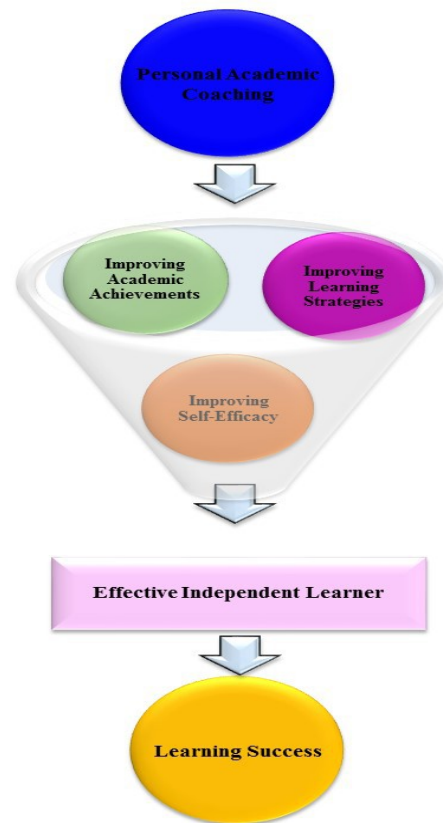 Personal Academic
Coaching
Improving
Academic
Achievements
Improving
Learning
Strategies
Improving
Self-Efficacy
Effective Independent Learner
Learning Success